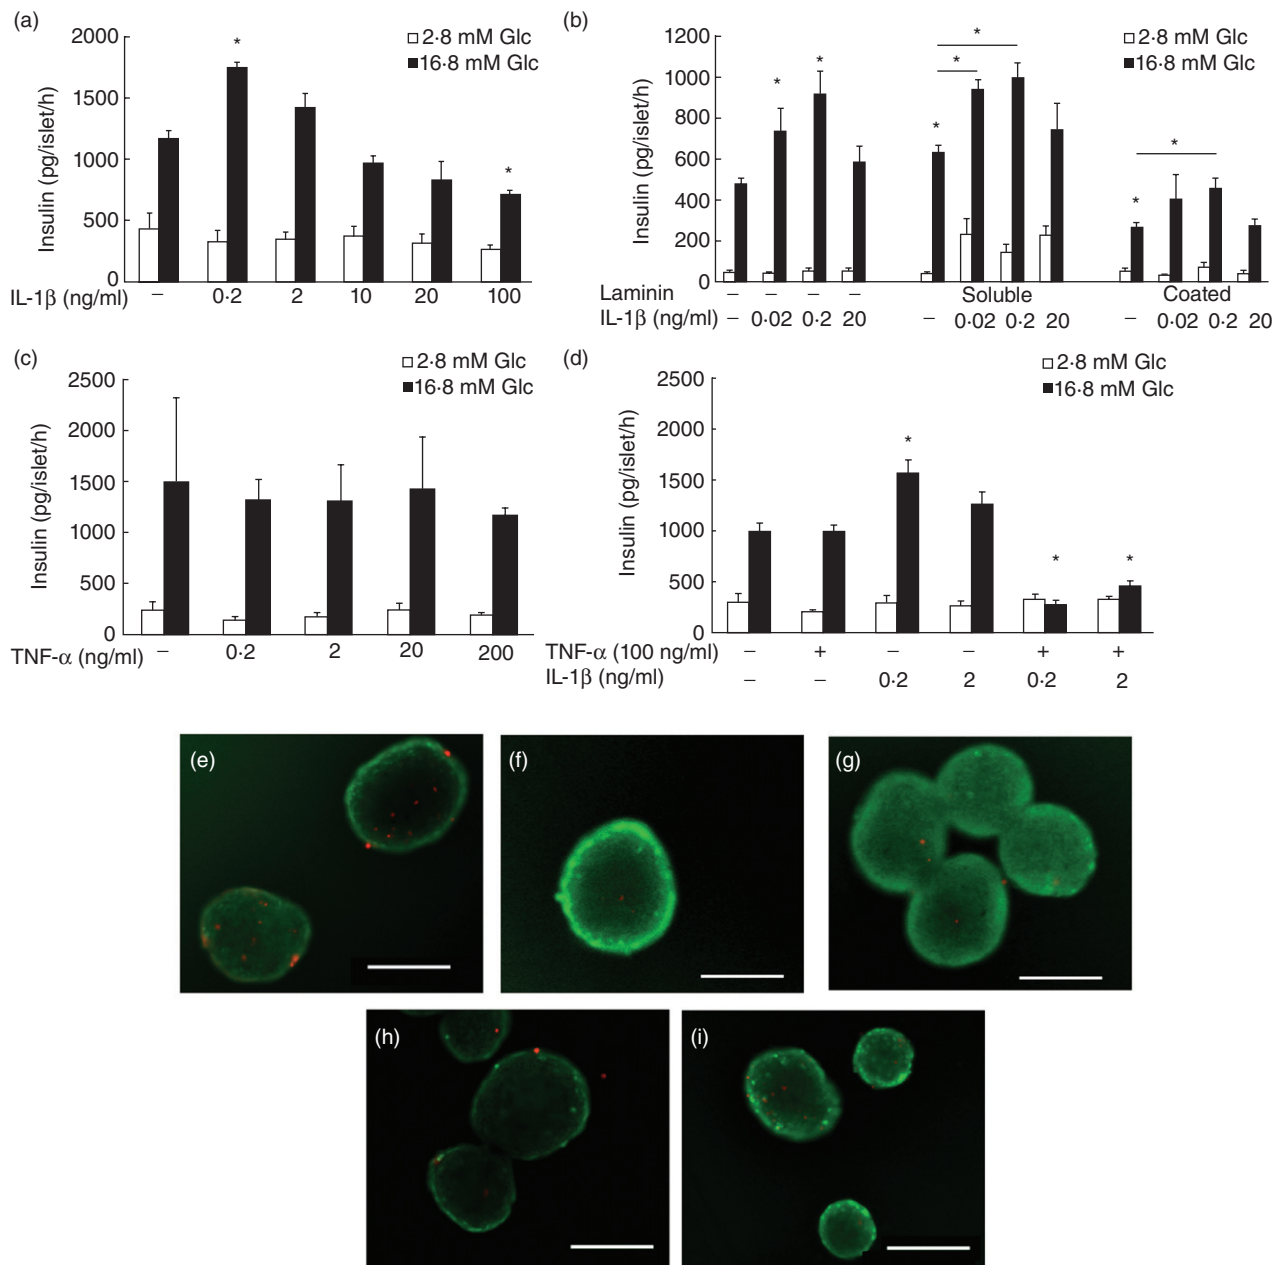 (a)
2000
1500
1000
500
0
Insulin (pg/islet/h)
2·8 mM Glc
16·8 mM Glc
*
*
IL-1β (ng/ml) – 0·2 2 10 20 100
(b)
1200
1000
800
600
400
200
0
Insulin (pg/islet/h)
2·8 mM Glc
16·8 mM Glc
* * * * * * *
Laminin – – – – Soluble Coated
IL-1β (ng/ml) – 0·02 0·2 20 – 0·02 0·2 20 – 0·02 0·2 20
(c)
2500
2000
1500
1000
500
0
Insulin (pg/islet/h)
2·8 mM Glc
16·8 mM Glc
TNF-α (ng/ml) – 0·2 2 20 200
(d)
2500
2000
1500
1000
500
0
Insulin (pg/islet/h)
2·8 mM Glc
16·8 mM Glc
* * *
TNF-α (100 ng/ml) – + – – + +
IL-1β (ng/ml) – – 0·2 2 0·2 2
(e)
(f)
(g)
(h)
(i)